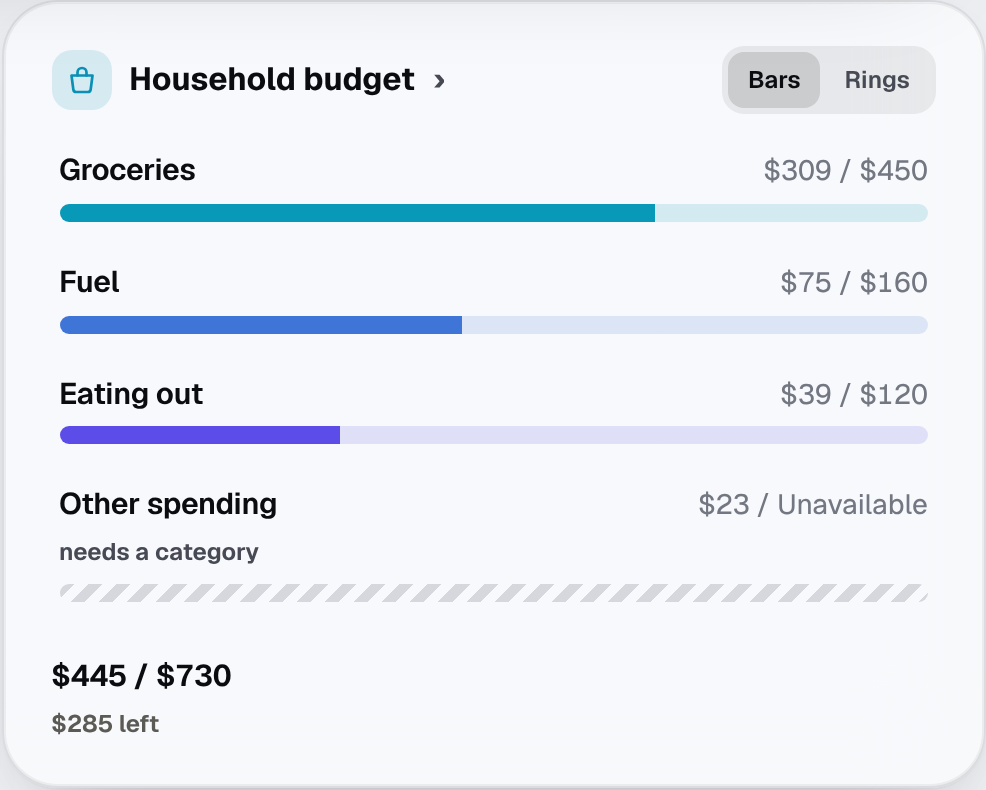 Household budget ›
Bars Rings
Groceries $309 / $450
Fuel $75 / $160
Eating out $39 / $120
Other spending $23 / Unavailable
needs a category
$445 / $730
$285 left